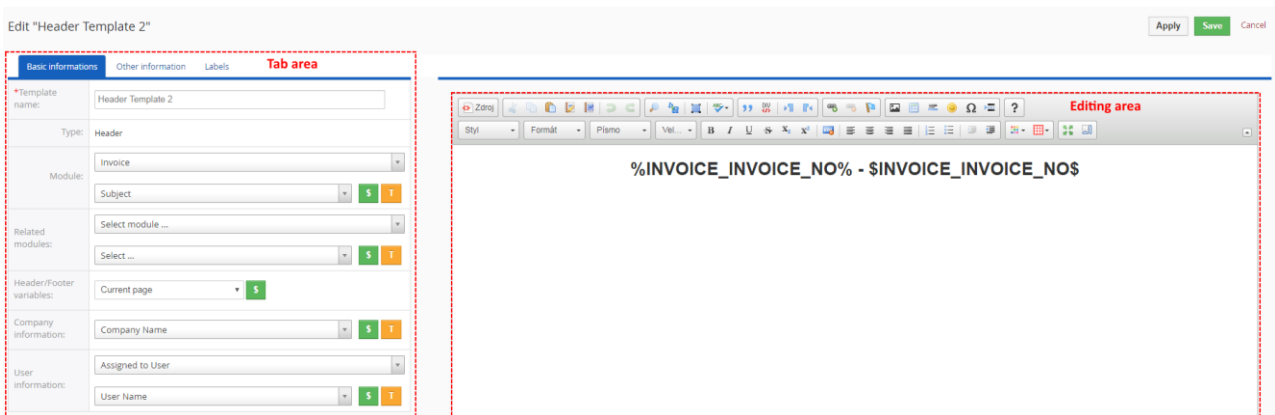 Edit "Header Template 2"
Apply Save Cancel
Basic informations Other information Labels Tab area
*Template name: Header Template 2
Type: Header
Module: Invoice
Subject $ T
Related modules: Select module ...
Select ... $ T
Header/Footer variables: Current page $
Company information: Company Name $ T
User information: Assigned to User
User Name $ T
Zdroj ? Editing area
Styl Formát Písmo Vel... B I U S X₂ X²
%INVOICE_INVOICE_NO% - $INVOICE_INVOICE_NO$